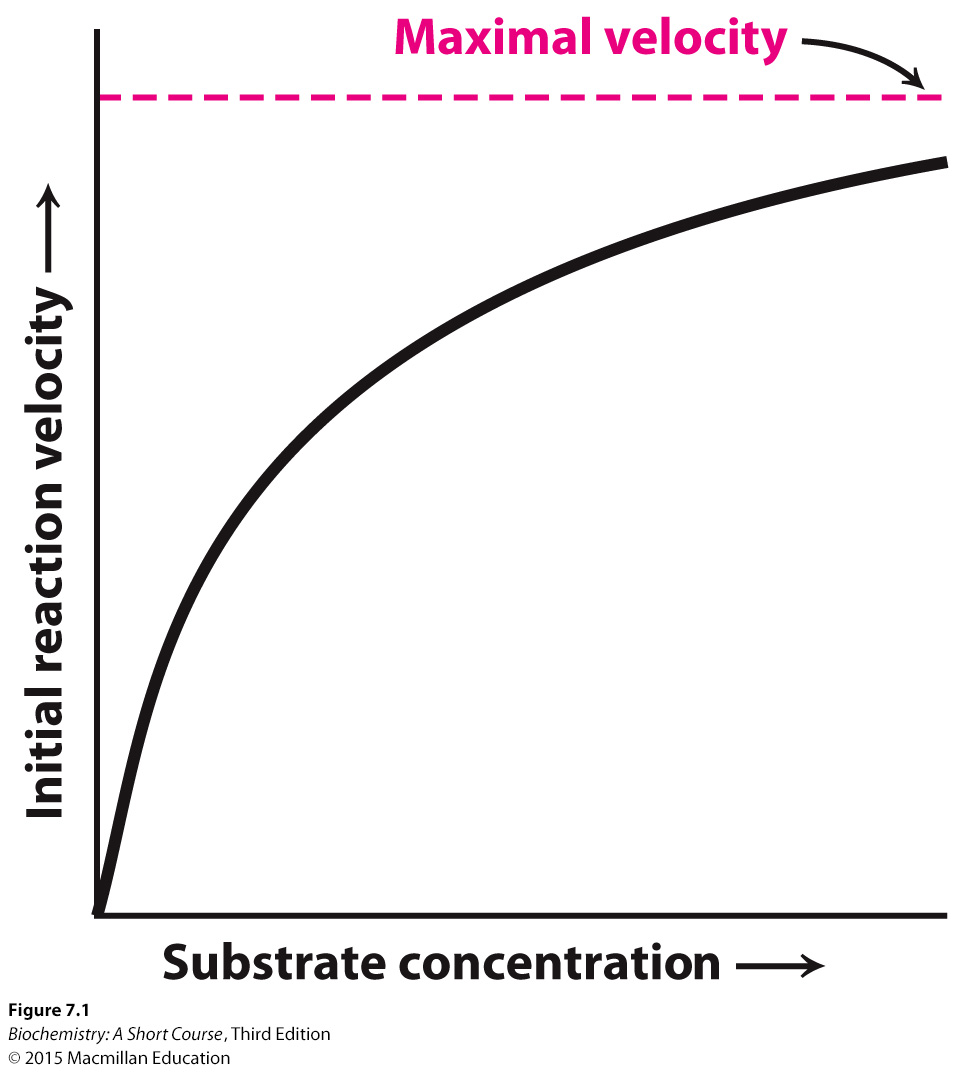 Maximal velocity
Initial reaction velocity
Substrate concentration
Figure 7.1
Biochemistry: A Short Course, Third Edition
© 2015 Macmillan Education